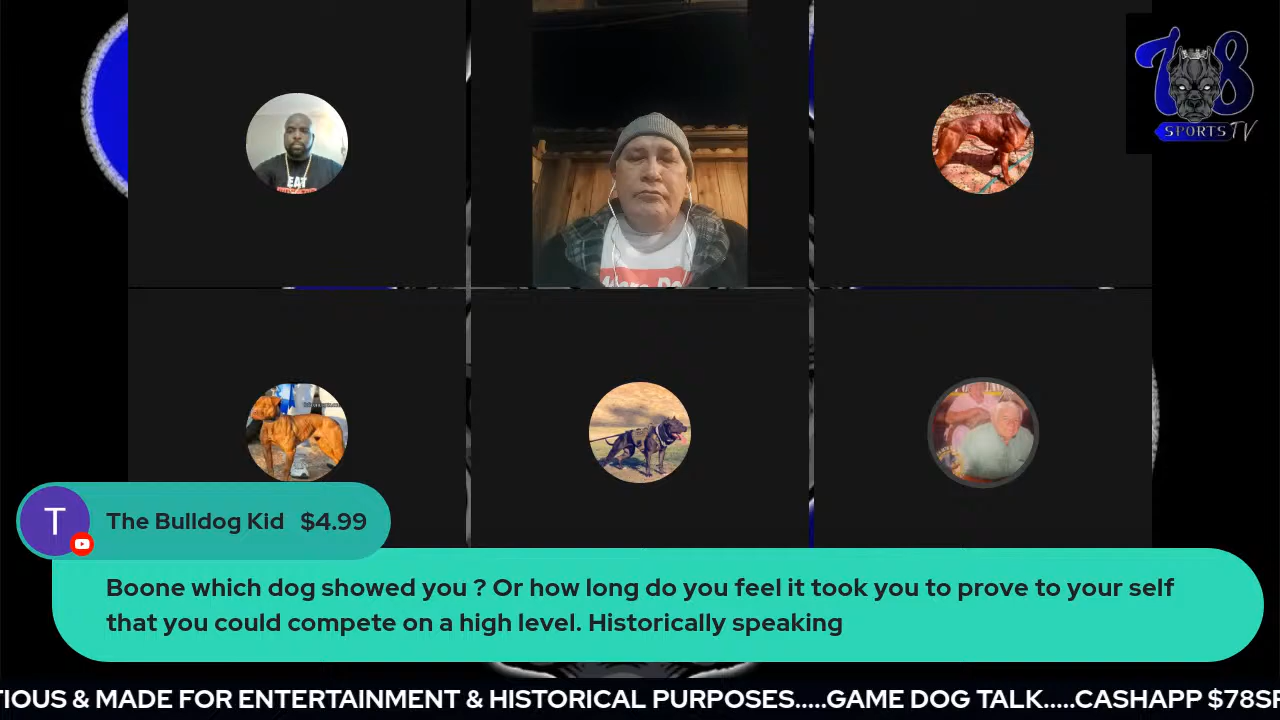 78
SPORTS TV
EAT
T
The Bulldog Kid $4.99
Boone which dog showed you ? Or how long do you feel it took you to prove to your self
that you could compete on a high level. Historically speaking
TIOUS & MADE FOR ENTERTAINMENT & HISTORICAL PURPOSES.....GAME DOG TALK.....CASHAPP $78SP